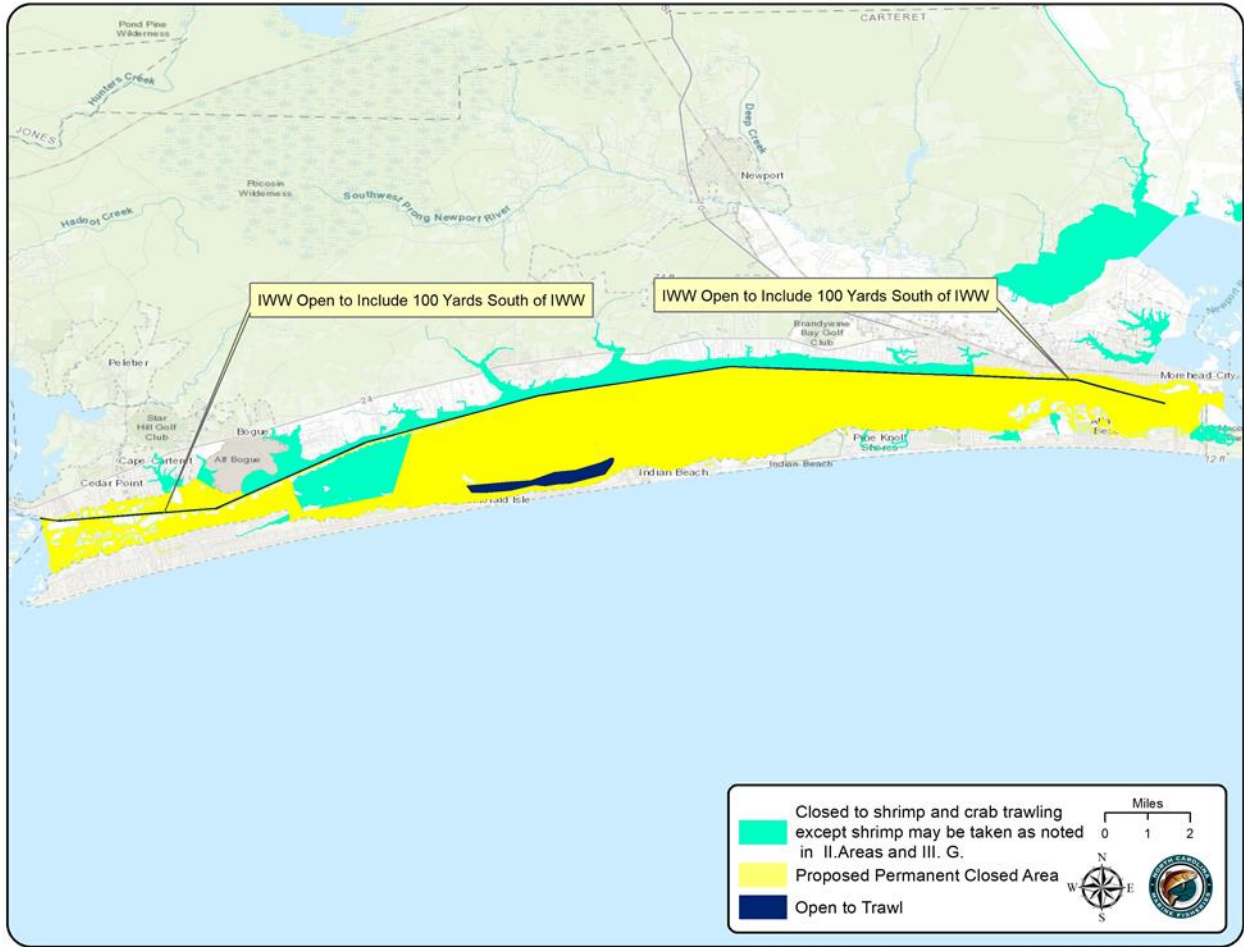 Pond Pine
Wilderness
CARTERET
Hunters Creek
JONES
Deep Creek
Newport
Pocosin
Wilderness
Southwest Prong Newport River
Hadnot Creek
IWW Open to Include 100 Yards South of IWW
IWW Open to Include 100 Yards South of IWW
Brandywine
Bay Golf
Club
Peletier
Morehead City
24
Star
Hill Golf
Club
Bogue
Cape Carteret
Alf Bogue
Cedar Point
Pine Knoll
Shores
Indian Beach
Indian Beach
12 ft
Closed to shrimp and crab trawling
except shrimp may be taken as noted
in II.Areas and III. G.
Proposed Permanent Closed Area
Open to Trawl
Miles
0 1 2
N
W E
S
NORTH CAROLINA
MARINE FISHERIES